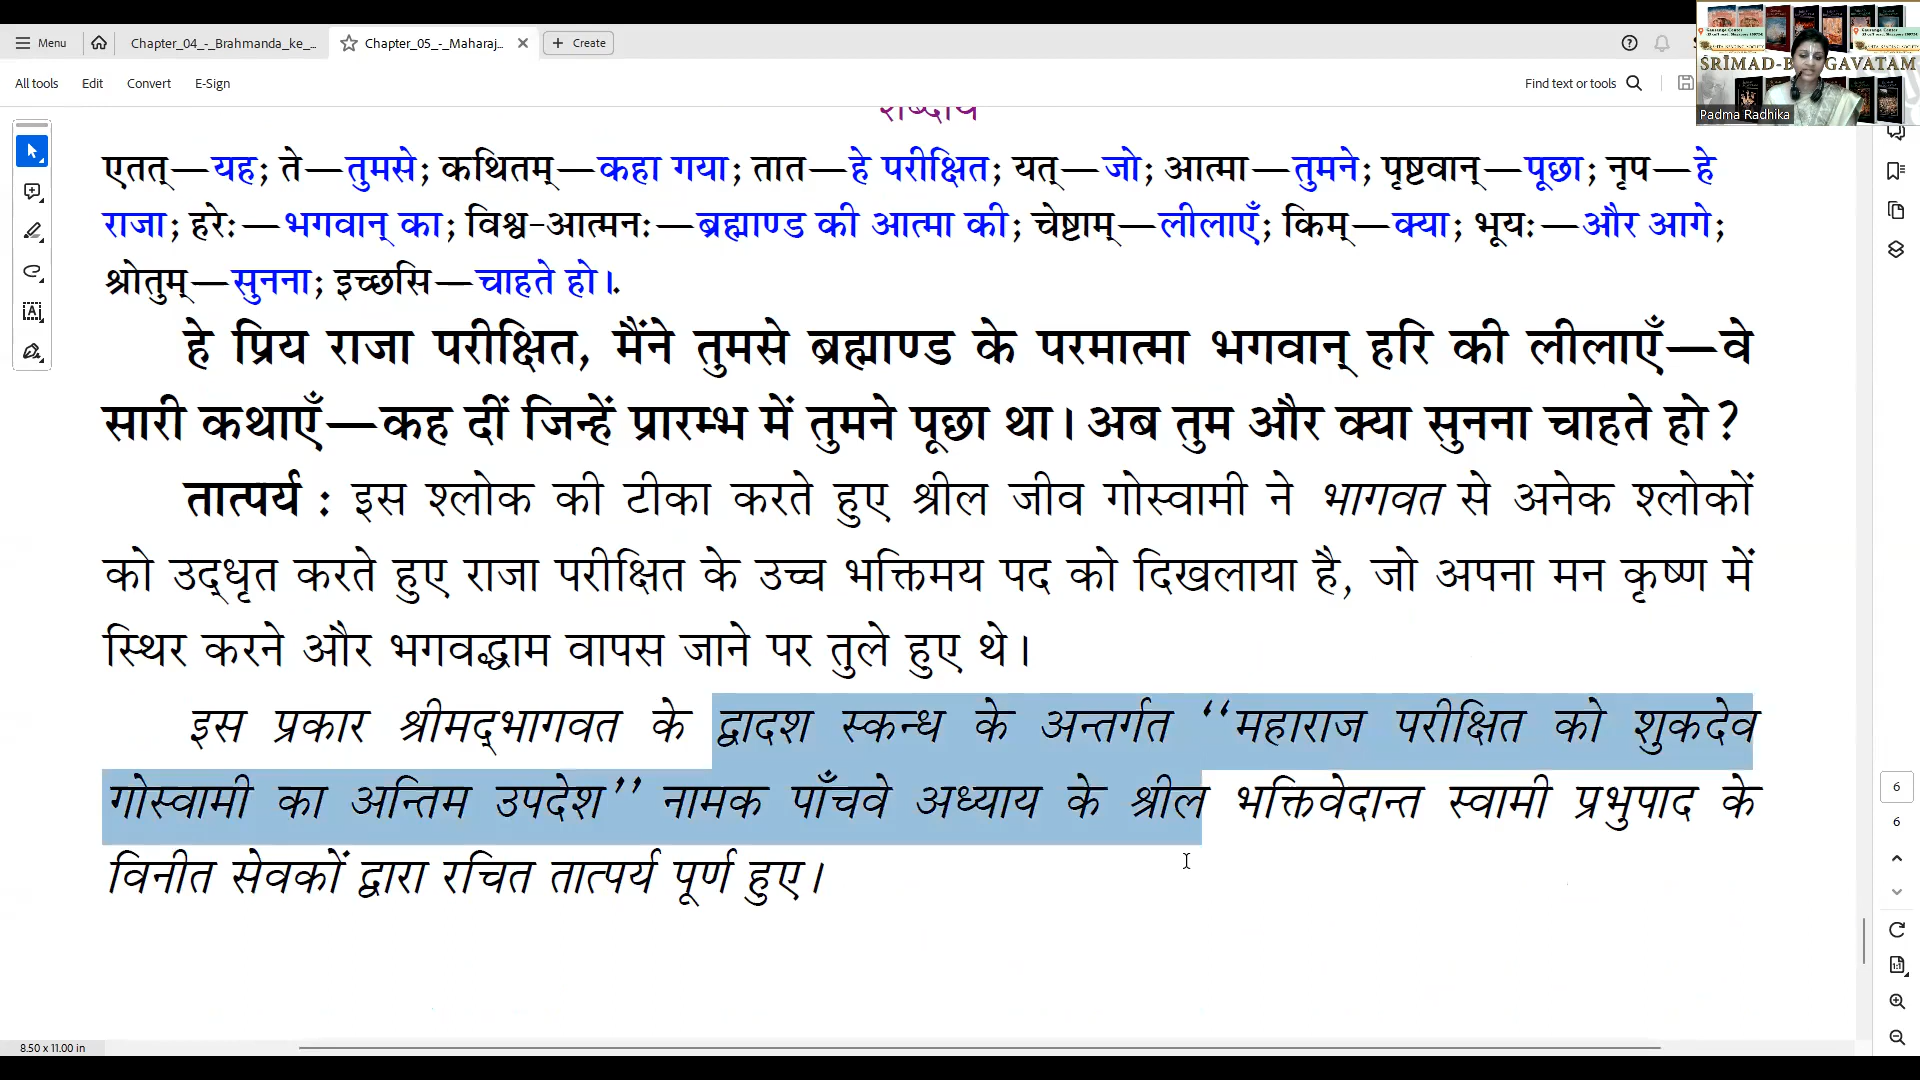 Menu
Chapter_04_-_Brahmanda_ke_...
Chapter_05_-_Maharaj...
Create
All tools
Edit
Convert
E-Sign
Find text or tools
SRĪMAD-BHĀGAVATAM
Padma Radhika
शब्दार्थ
एतत्—यह; ते—तुमसे; कथितम्—कहा गया; तात—हे परीक्षित; यत्—जो; आत्मा—तुमने; पृष्टवान्—पूछा; नृप—हे
राजा; हरेः—भगवान् का; विश्व-आत्मनः—ब्रह्माण्ड की आत्मा की; चेष्टाम्—लीलाएँ; किम्—क्या; भूयः—और आगे;
श्रोतुम्—सुनना; इच्छसि—चाहते हो।.
हे प्रिय राजा परीक्षित, मैंने तुमसे ब्रह्माण्ड के परमात्मा भगवान् हरि की लीलाएँ—वे
सारी कथाएँ—कह दीं जिन्हें प्रारम्भ में तुमने पूछा था। अब तुम और क्या सुनना चाहते हो?
तात्पर्य : इस श्लोक की टीका करते हुए श्रील जीव गोस्वामी ने भागवत से अनेक श्लोकों
को उद्धृत करते हुए राजा परीक्षित के उच्च भक्तिमय पद को दिखलाया है, जो अपना मन कृष्ण में
स्थिर करने और भगवद्धाम वापस जाने पर तुले हुए थे।
इस प्रकार श्रीमद्भागवत के द्वादश स्कन्ध के अन्तर्गत ‘‘महाराज परीक्षित को शुकदेव
गोस्वामी का अन्तिम उपदेश’’ नामक पाँचवे अध्याय के श्रील भक्तिवेदान्त स्वामी प्रभुपाद के
विनीत सेवकों द्वारा रचित तात्पर्य पूर्ण हुए।
6
6
8.50 x 11.00 in